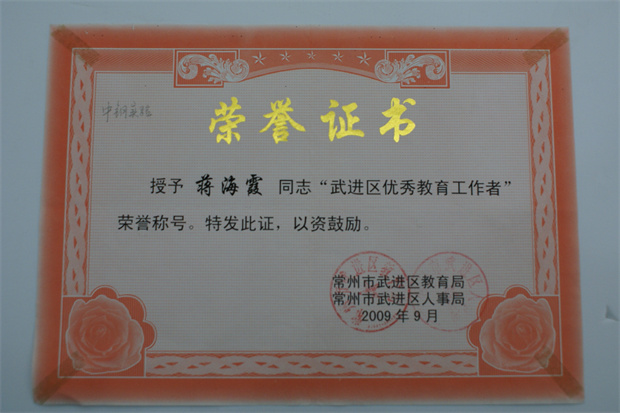 荣誉证书
授予 蒋海霞 同志“武进区优秀教育工作者”
荣誉称号。特发此证，以资鼓励。
常州市武进区教育局
常州市武进区人事局
2009 年 9 月